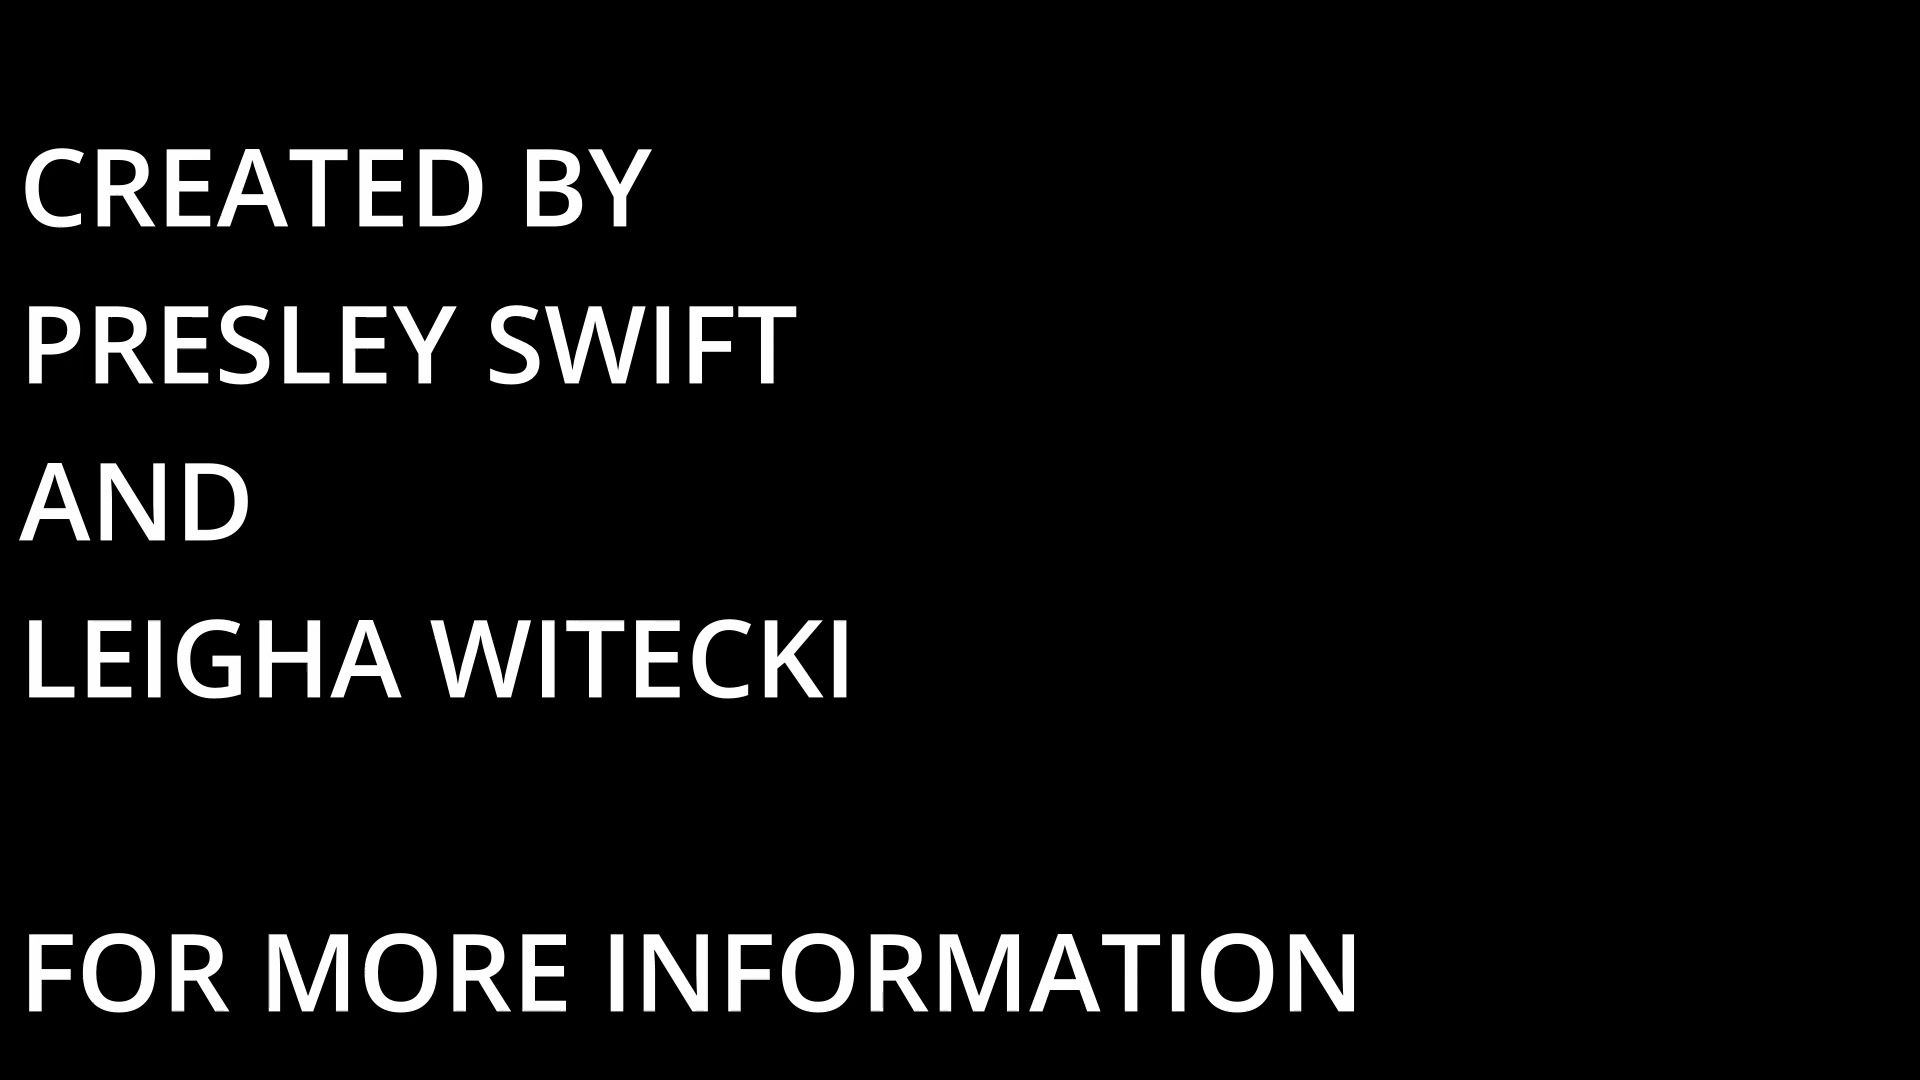 CREATED BY
PRESLEY SWIFT
AND
LEIGHA WITECKI
FOR MORE INFORMATION